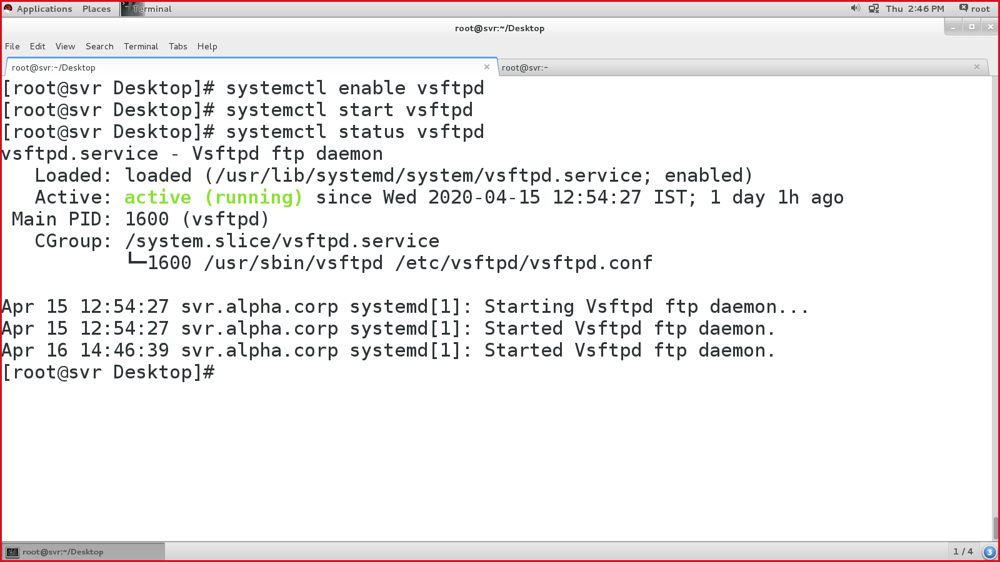 Applications Places Terminal Thu 2:46 PM root
root@svr:~/Desktop
File Edit View Search Terminal Tabs Help
root@svr:~/Desktop root@svr:~
[root@svr Desktop]# systemctl enable vsftpd
[root@svr Desktop]# systemctl start vsftpd
[root@svr Desktop]# systemctl status vsftpd
vsftpd.service - Vsftpd ftp daemon
   Loaded: loaded (/usr/lib/systemd/system/vsftpd.service; enabled)
   Active: active (running) since Wed 2020-04-15 12:54:27 IST; 1 day 1h ago
 Main PID: 1600 (vsftpd)
   CGroup: /system.slice/vsftpd.service
           └─1600 /usr/sbin/vsftpd /etc/vsftpd/vsftpd.conf
Apr 15 12:54:27 svr.alpha.corp systemd[1]: Starting Vsftpd ftp daemon...
Apr 15 12:54:27 svr.alpha.corp systemd[1]: Started Vsftpd ftp daemon.
Apr 16 14:46:39 svr.alpha.corp systemd[1]: Started Vsftpd ftp daemon.
[root@svr Desktop]#
root@svr:~/Desktop 1 / 4 3